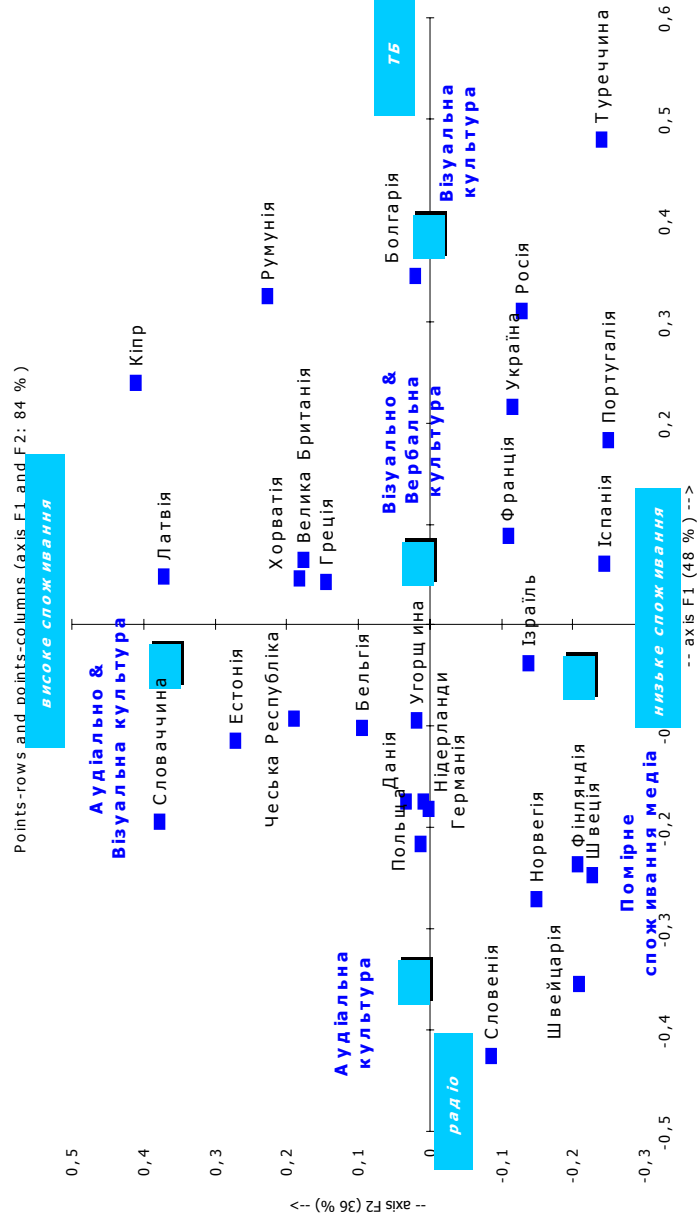 Points-rows and points-columns (axis F1 and F2: 84 %)
високе споживання
Аудіально &
Візуальна культура
Словаччина
Латвія
Кіпр
Естонія
Румунія
Чеська Республіка
Хорватія
Велика Британія
Греція
Бельгія
Візуально &
Вербальна
культура
Болгарія
ТБ
Візуальна
культура
Угорщина
Данія
Польша
Нідерланди
Германія
Аудіальна
культура
радіо
Словенія
Норвегія
Швейцарія
Фінляндія
Швеція
Ізраїль
Франція
Україна
Росія
Іспанія
Португалія
Туреччина
Помірне
споживання медіа
низьке споживання
0,5
0,4
0,3
0,2
0,1
0
-0,1
-0,2
-0,3
-0,5
-0,4
-0,3
-0,2
-0
0,2
0,3
0,4
0,5
0,6
-- axis F1 (48 %) -->
-- axis F2 (36 %) -->